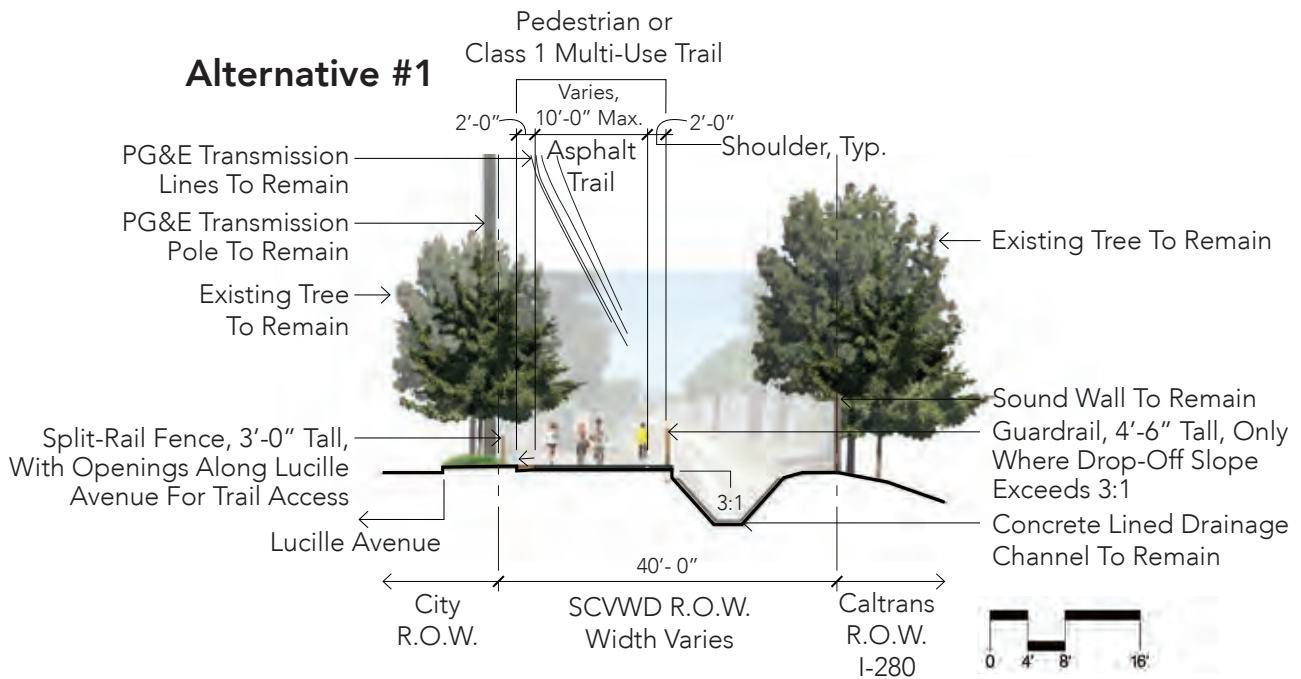 Alternative #1
Pedestrian or
Class 1 Multi-Use Trail
Varies,
10’-0” Max.
2’-0”
2’-0”
Asphalt
Trail
Shoulder, Typ.
PG&E Transmission
Lines To Remain
PG&E Transmission
Pole To Remain
Existing Tree
To Remain
Split-Rail Fence, 3’-0” Tall,
With Openings Along Lucille
Avenue For Trail Access
Lucille Avenue
Existing Tree To Remain
Sound Wall To Remain
Guardrail, 4’-6” Tall, Only
Where Drop-Off Slope
Exceeds 3:1
Concrete Lined Drainage
Channel To Remain
3:1
40’- 0”
City
R.O.W.
SCVWD R.O.W.
Width Varies
Caltrans
R.O.W.
I-280
0 4' 8' 16'